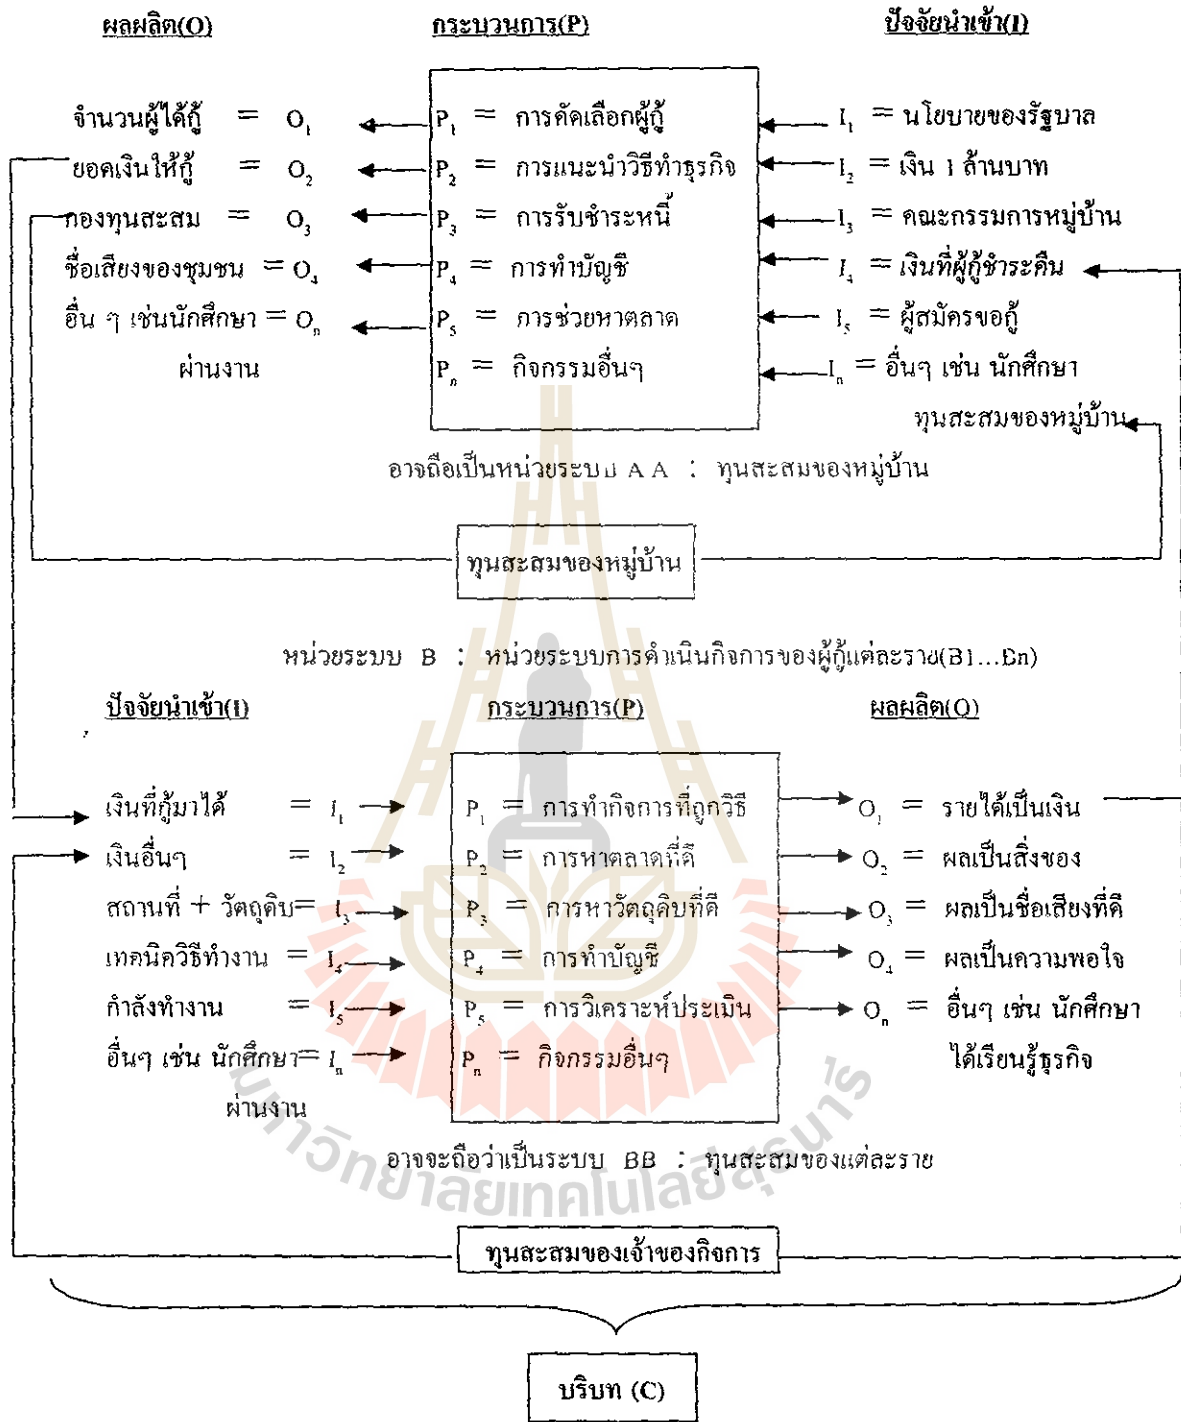 ผลผลิต(O) กระบวนการ(P) ปัจจัยนำเข้า(I)
จำนวนผู้ได้กู้ = O1 P1 = การคัดเลือกผู้กู้ I1 = นโยบายของรัฐบาล
ยอดเงินให้กู้ = O2 P2 = การแนะนำวิธีทำธุรกิจ I2 = เงิน 1 ล้านบาท
กองทุนสะสม = O3 P3 = การรับชำระหนี้ I3 = คณะกรรมการหมู่บ้าน
ชื่อเสียงของชุมชน = O4 P4 = การทำบัญชี I4 = เงินที่ผู้กู้ชำระคืน
อื่น ๆ เช่นนักศึกษา = On P5 = การช่วยหาตลาด I5 = ผู้สมัครขอกู้
ผ่านงาน Pn = กิจกรรมอื่นๆ In = อื่นๆ เช่น นักศึกษา
ทุนสะสมของหมู่บ้าน
อาจถือเป็นหน่วยระบบ A A : ทุนสะสมของหมู่บ้าน
ทุนสะสมของหมู่บ้าน
หน่วยระบบ B : หน่วยระบบการดำเนินกิจการของผู้กู้แต่ละราย(B1...Bn)
ปัจจัยนำเข้า(I) กระบวนการ(P) ผลผลิต(O)
เงินที่กู้มาได้ = I1 P1 = การทำกิจการที่ถูกวิธี O1 = รายได้เป็นเงิน
เงินอื่นๆ = I2 P2 = การหาตลาดที่ดี O2 = ผลเป็นสิ่งของ
สถานที่ + วัตถุดิบ = I3 P3 = การหาวัตถุดิบที่ดี O3 = ผลเป็นชื่อเสียงที่ดี
เทคนิควิธีทำงาน = I4 P4 = การทำบัญชี O4 = ผลเป็นความพอใจ
กำลังทำงาน = I5 P5 = การวิเคราะห์ประเมิน On = อื่นๆ เช่น นักศึกษา
อื่นๆ เช่น นักศึกษา = In Pn = กิจกรรมอื่นๆ ได้เรียนรู้ธุรกิจ
ผ่านงาน
อาจจะถือว่าเป็นระบบ BB : ทุนสะสมของแต่ละราย
มหาวิทยาลัยเทคโนโลยีสุรนารี
ทุนสะสมของเจ้าของกิจการ
บริบท (C)